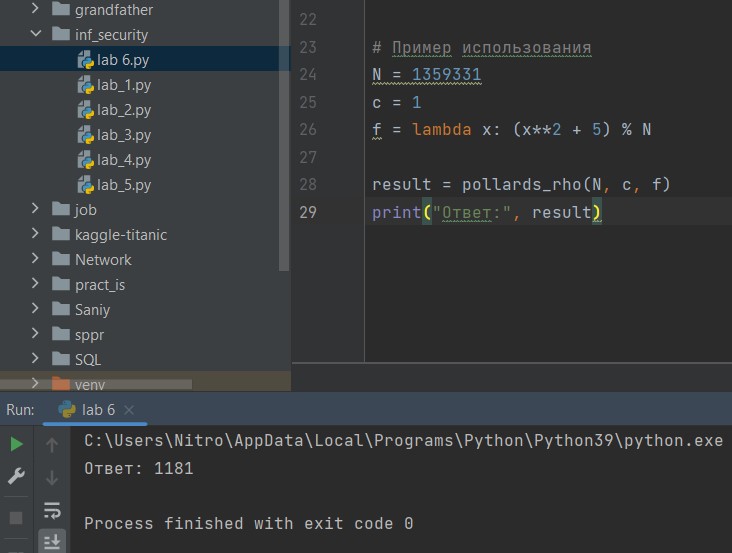 grandfather
inf_security
lab 6.py
lab_1.py
lab_2.py
lab_3.py
lab_4.py
lab_5.py
job
kaggle-titanic
Network
pract_is
Saniy
sppr
SQL
venv
22
23 # Пример использования
24 N = 1359331
25 c = 1
26 f = lambda x: (x**2 + 5) % N
27
28 result = pollards_rho(N, c, f)
29 print("Ответ:", result)
Run: lab 6
C:\Users\Nitro\AppData\Local\Programs\Python\Python39\python.exe
Ответ: 1181
Process finished with exit code 0